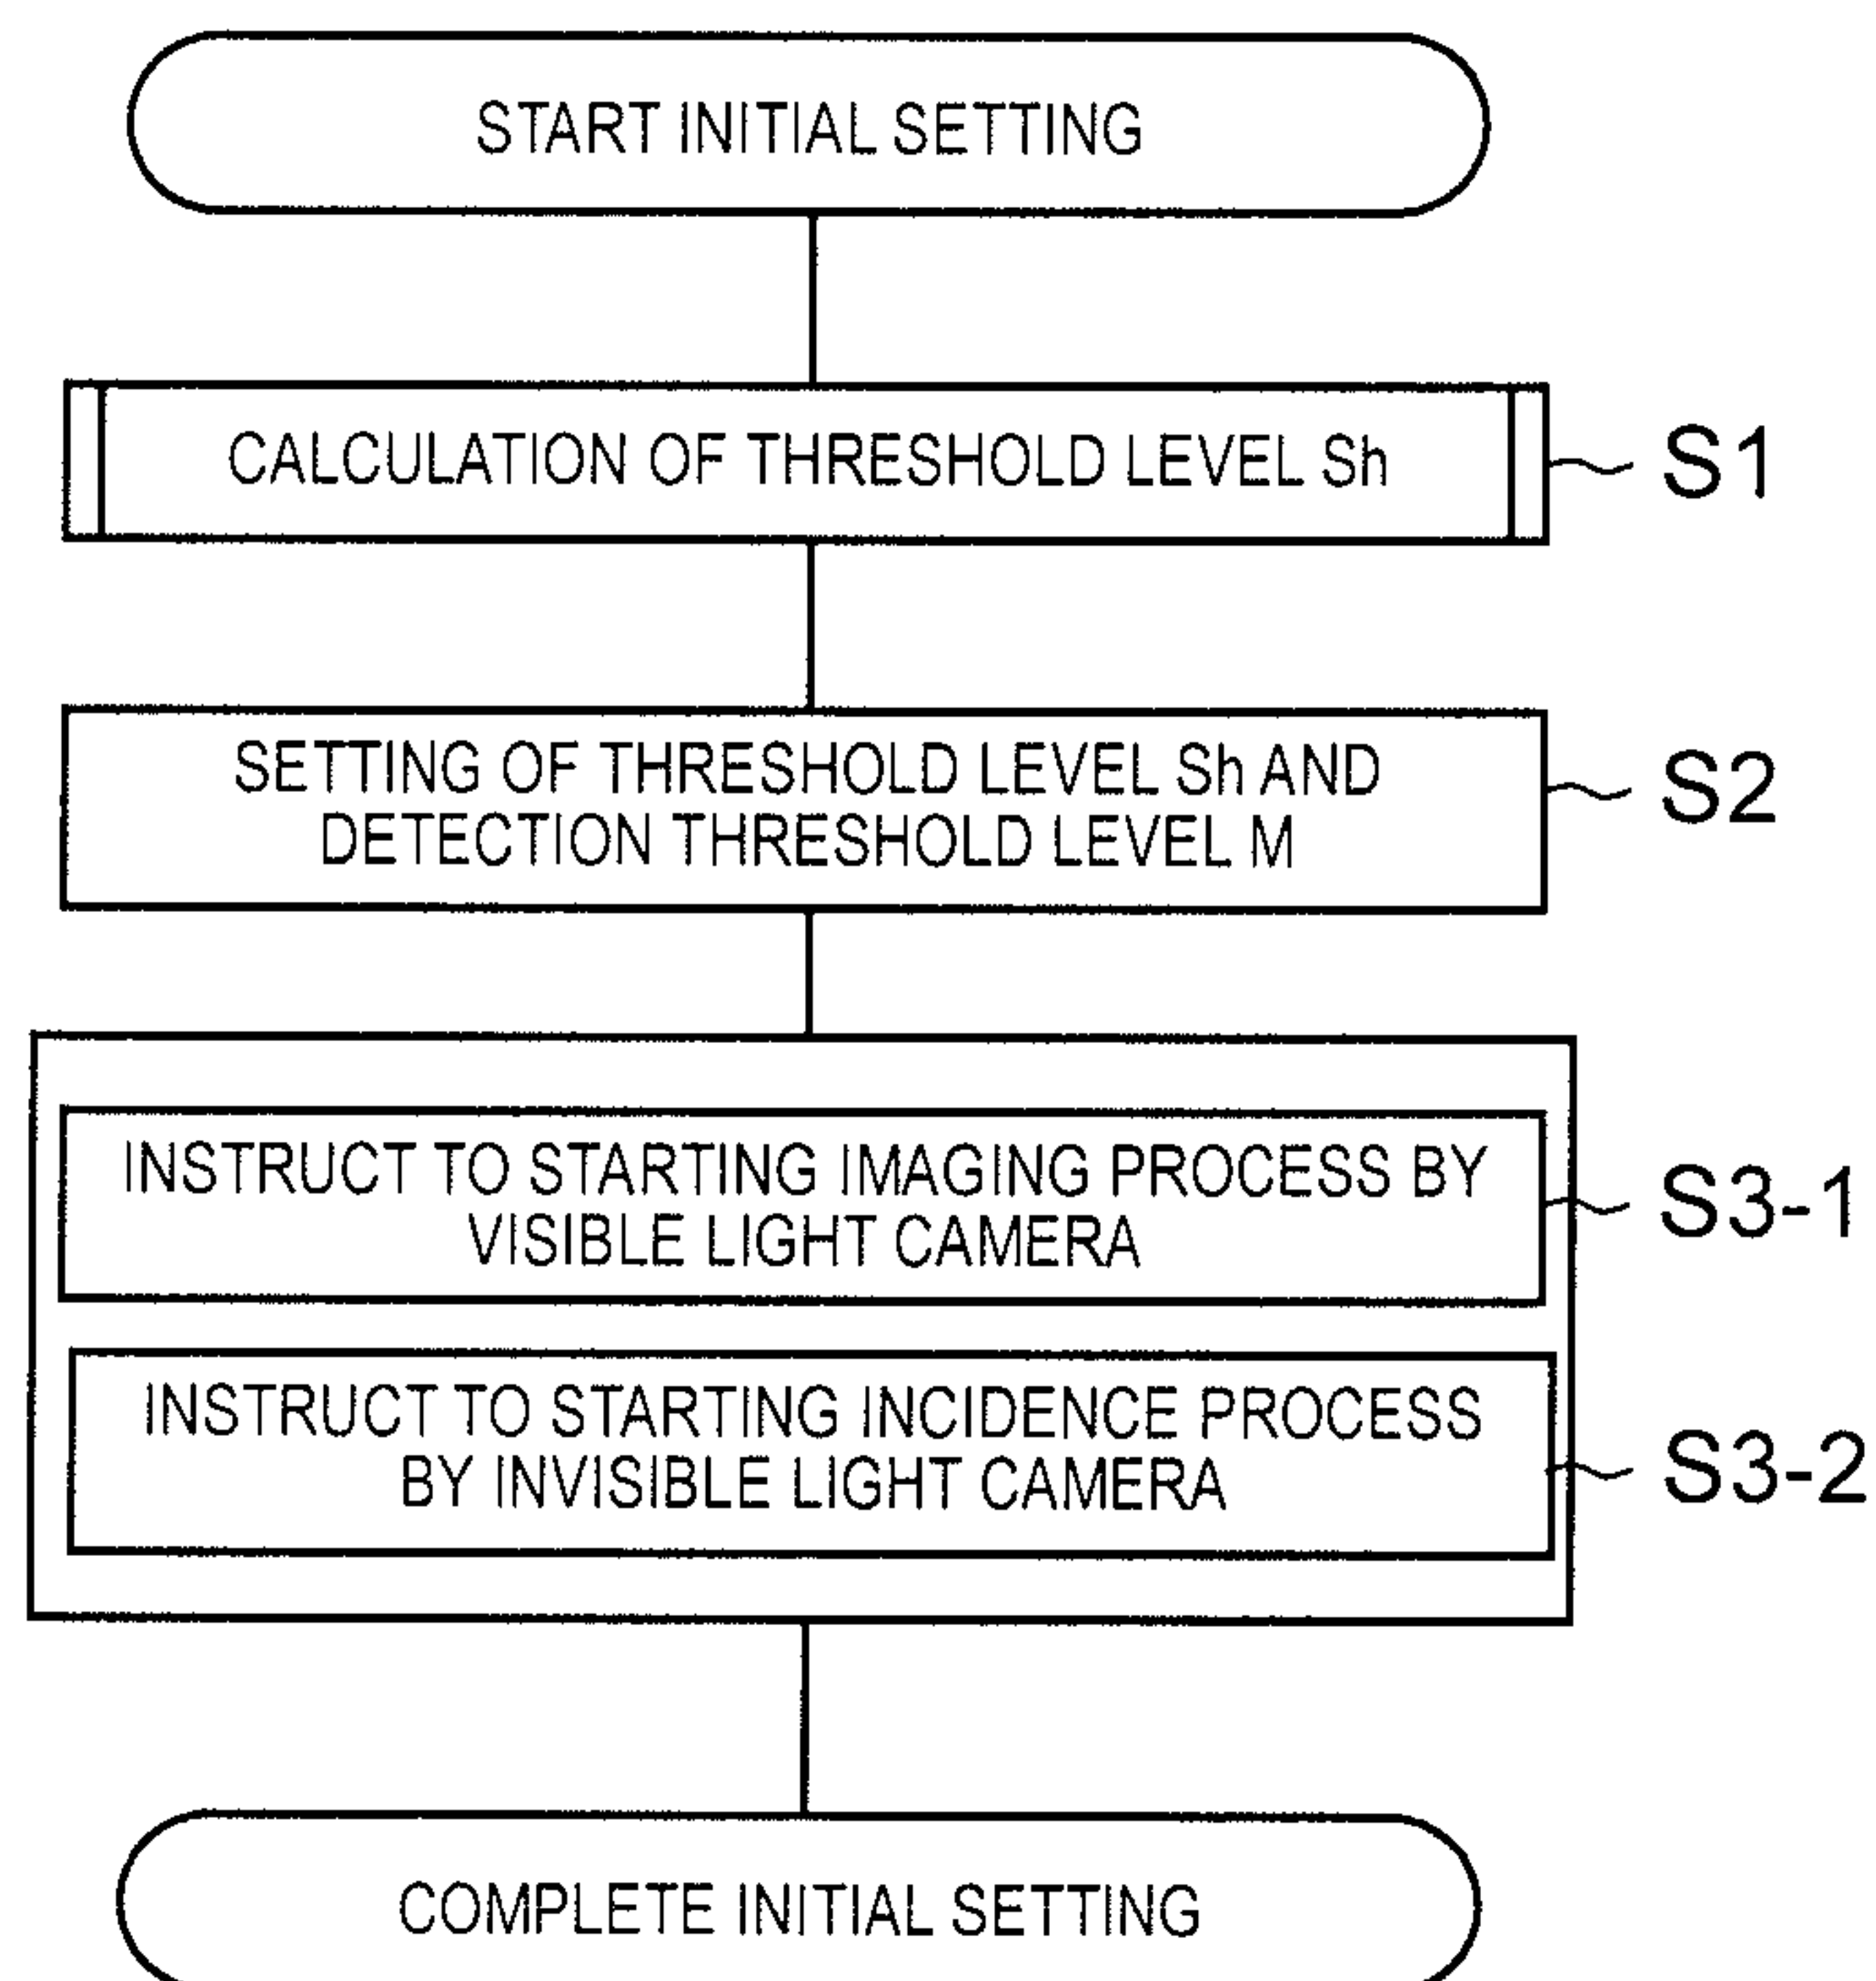 START INITIAL SETTING
CALCULATION OF THRESHOLD LEVEL Sh
S1
SETTING OF THRESHOLD LEVEL Sh AND
DETECTION THRESHOLD LEVEL M
S2
INSTRUCT TO STARTING IMAGING PROCESS BY
VISIBLE LIGHT CAMERA
S3-1
INSTRUCT TO STARTING INCIDENCE PROCESS
BY INVISIBLE LIGHT CAMERA
S3-2
COMPLETE INITIAL SETTING